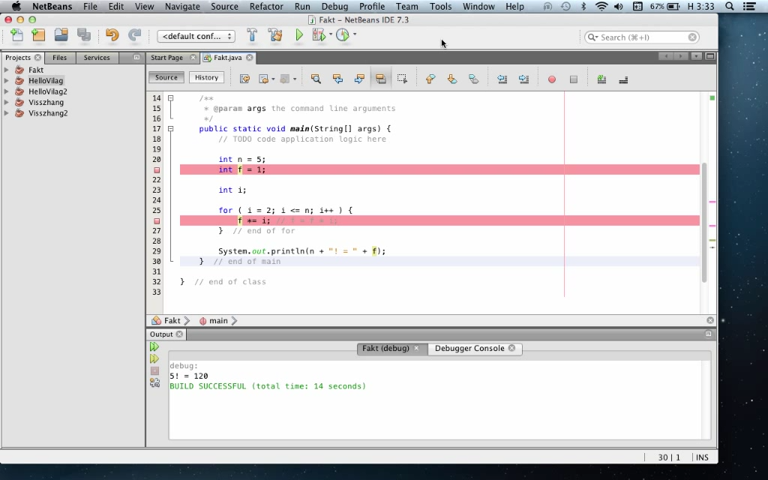 NetBeans File Edit View Navigate Source Refactor Run Debug Profile Team Tools Window Help 67% H 3:33
Fakt - NetBeans IDE 7.3
<default conf... Search (⌘+I)
Projects Files Services Start Page Fakt.java
Source History
Fakt
HelloVilag
HelloVilag2
Visszhang
Visszhang2
14 /**
15 * @param args the command line arguments
16 */
17 public static void main(String[] args) {
18 // TODO code application logic here
19
20 int n = 5;
int f = 1;
22
23 int i;
24
25 for ( i = 2; i <= n; i++ ) {
f *= i; // f = f * i;
27 } // end of for
28
29 System.out.println(n + "! = " + f);
30 } // end of main
31
32 } // end of class
33
Fakt main
Output
Fakt (debug) Debugger Console
debug:
5! = 120
BUILD SUCCESSFUL (total time: 14 seconds)
30 | 1 INS